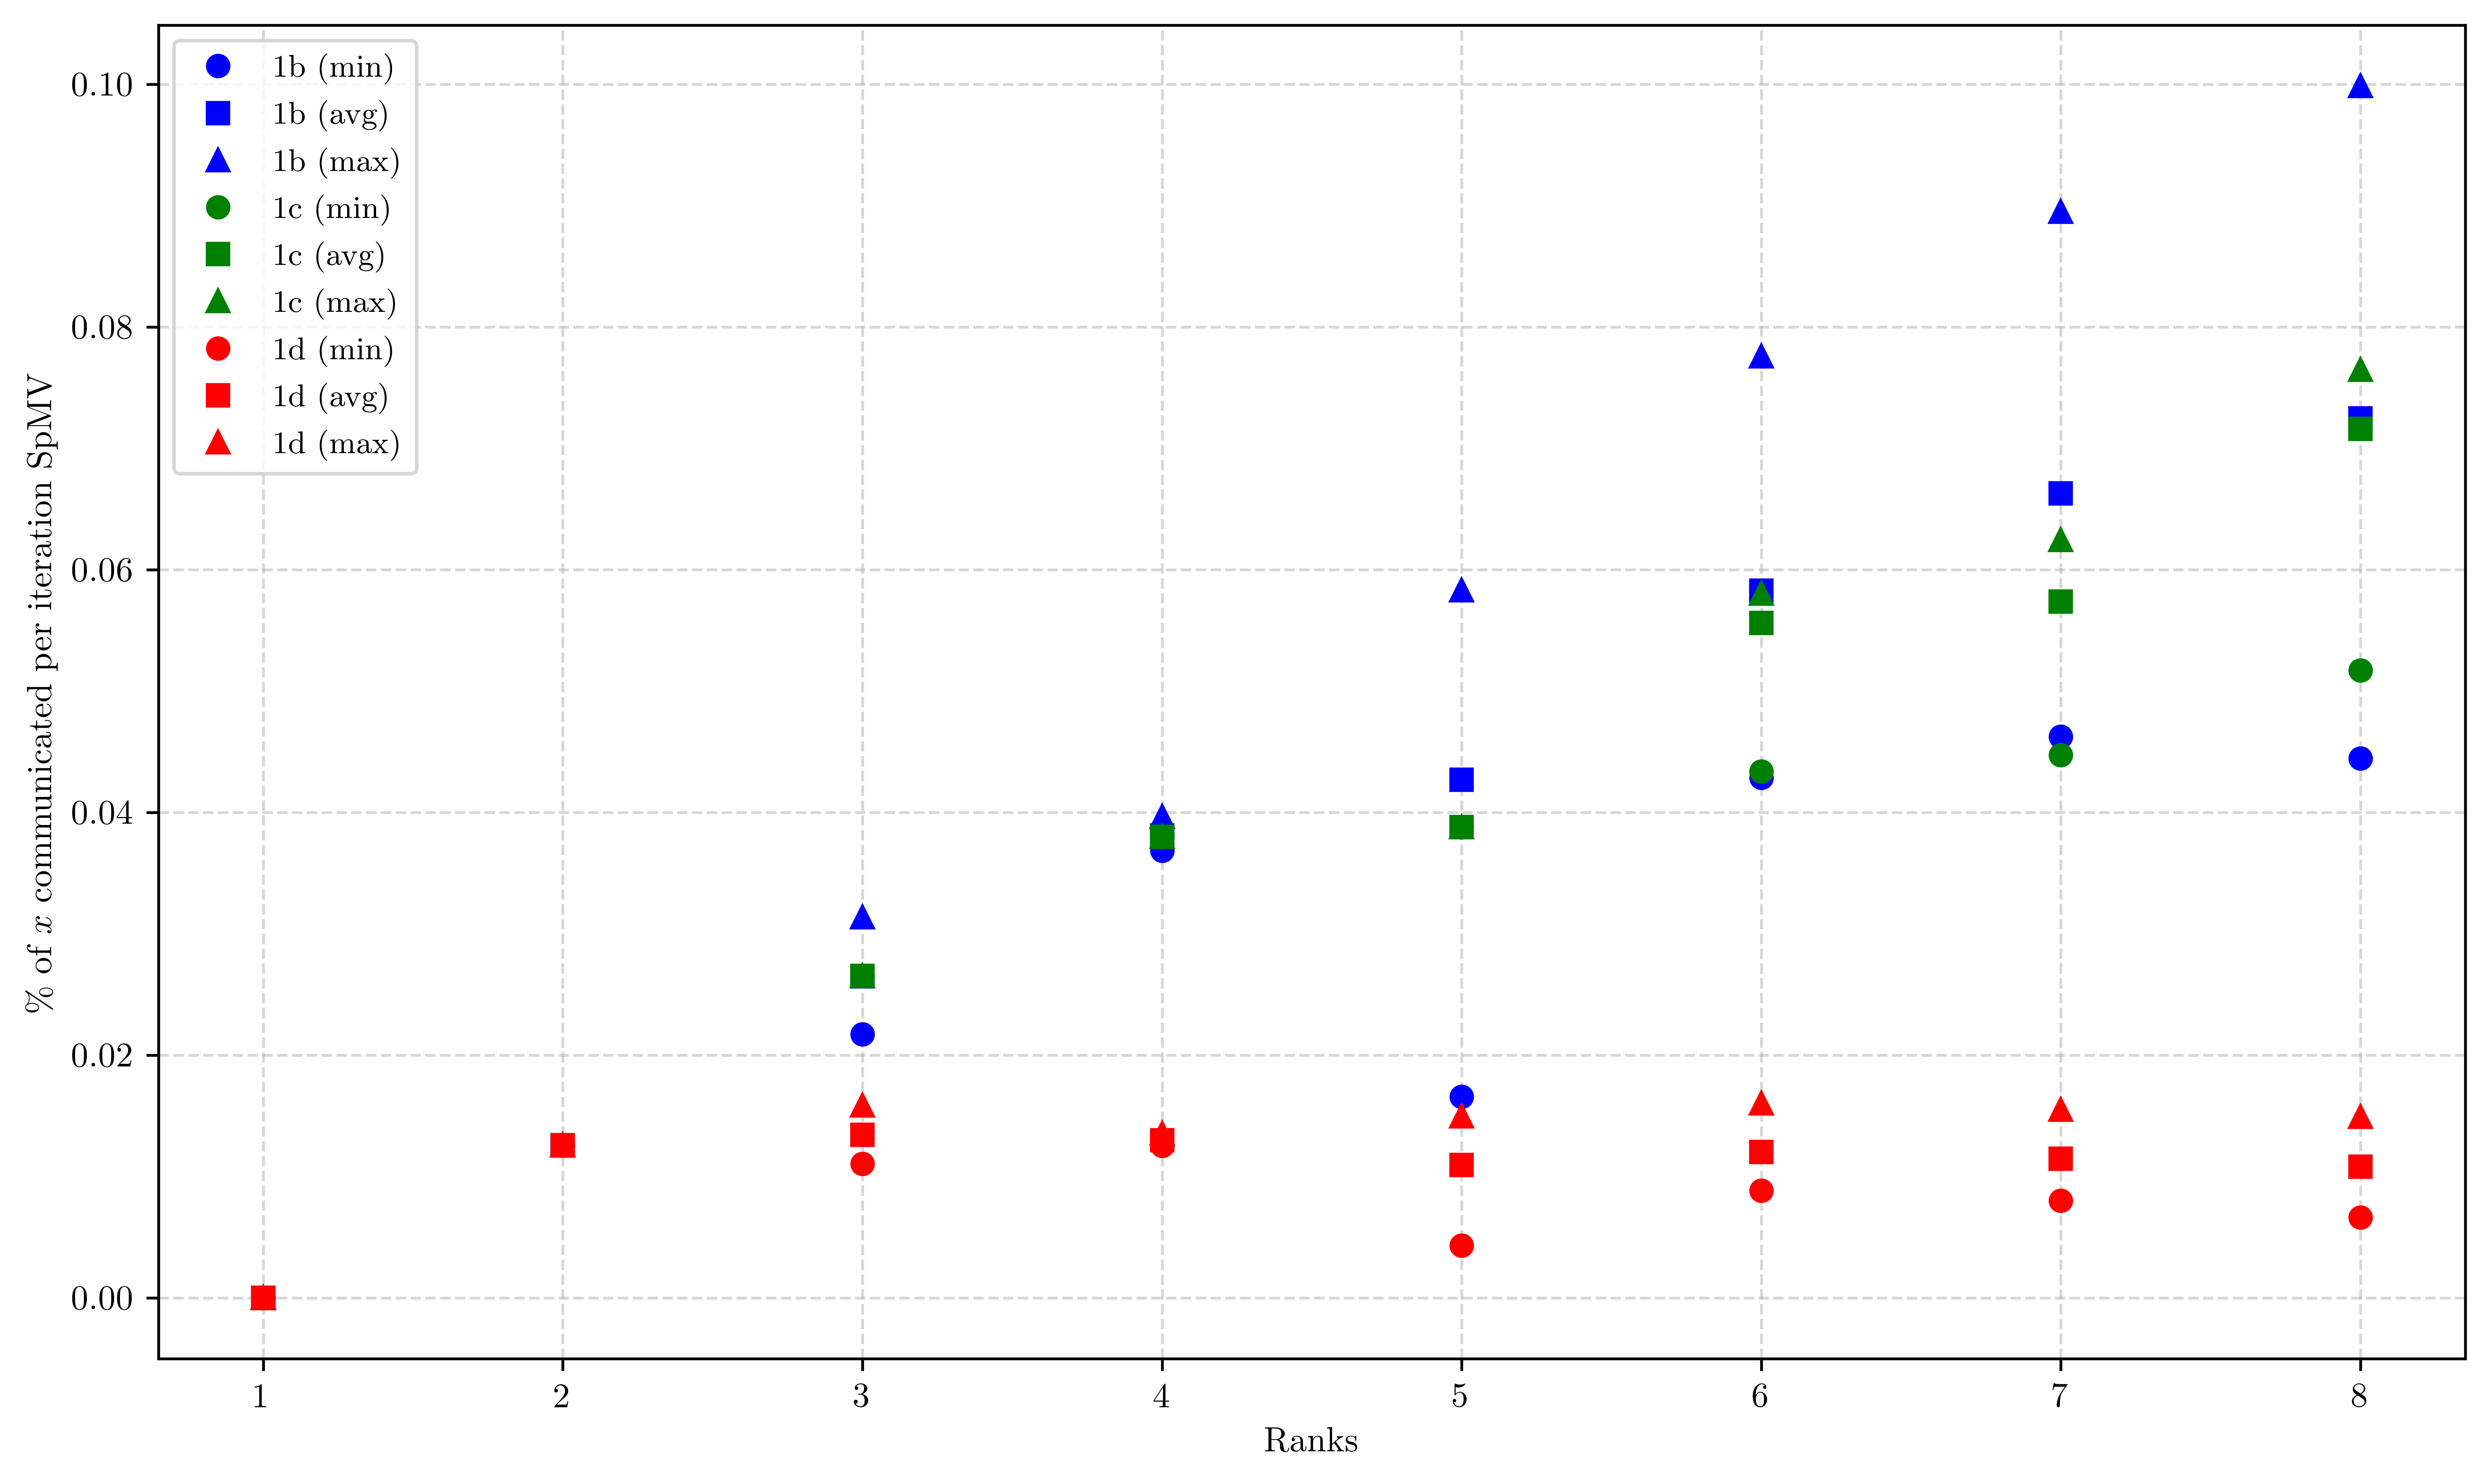 1b (min)
1b (avg)
1b (max)
1c (min)
1c (avg)
1c (max)
1d (min)
1d (avg)
1d (max)
0.10
0.08
0.06
0.04
0.02
0.00
% of x communicated per iteration SpMV
1 2 3 4 5 6 7 8
Ranks